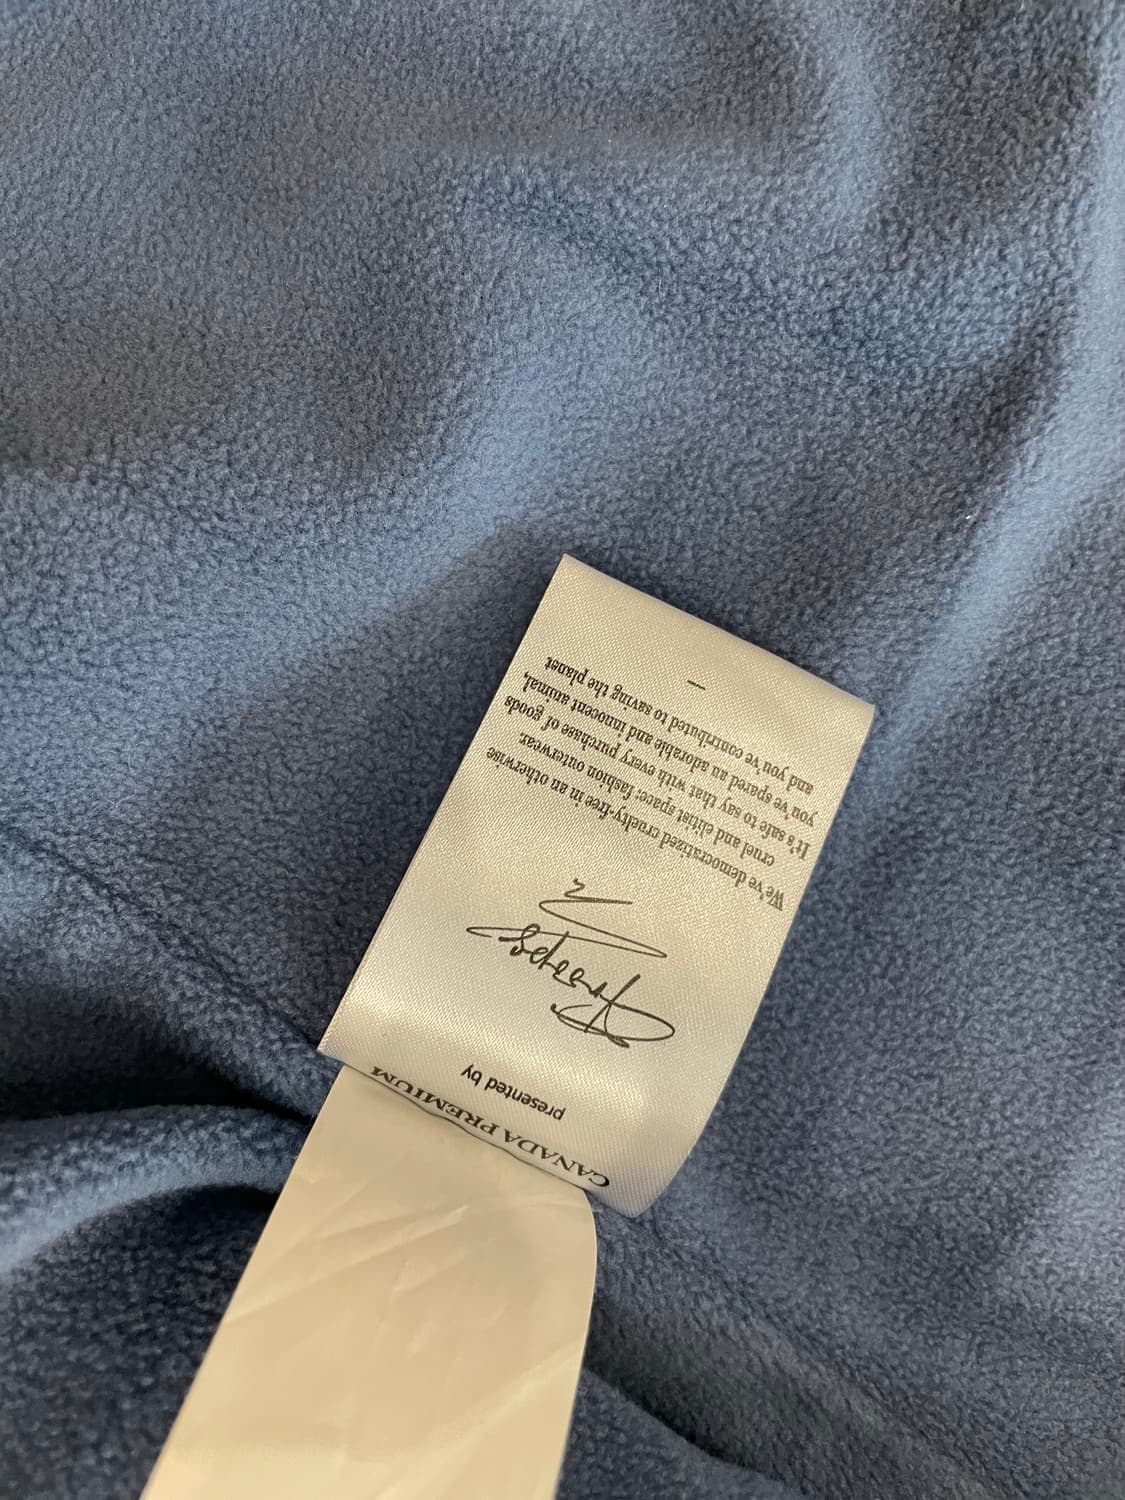 CANADA PREMIUM
presented by
We've democratized cruelty-free in an otherwise
cruel and elitist space: fashion outerwear.
It's safe to say that with every purchase of goods
you've spared an adorable and innocent animal,
and you've contributed to saving the planet
—